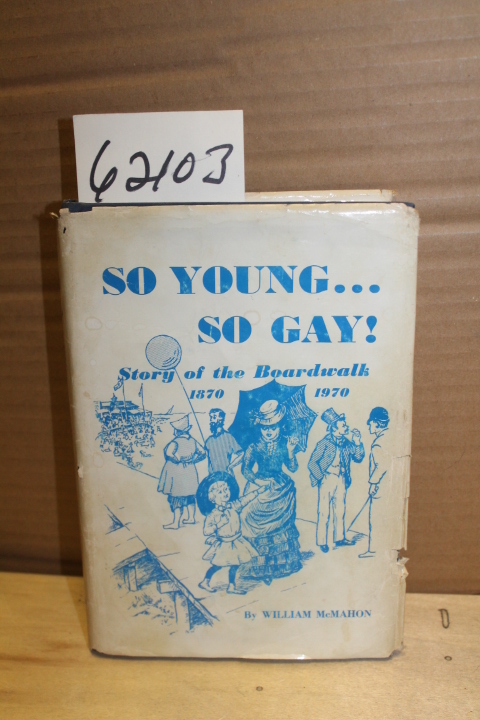 62103
SO YOUNG...
SO GAY!
Story of the Boardwalk
1870 1970
By WILLIAM McMAHON
D